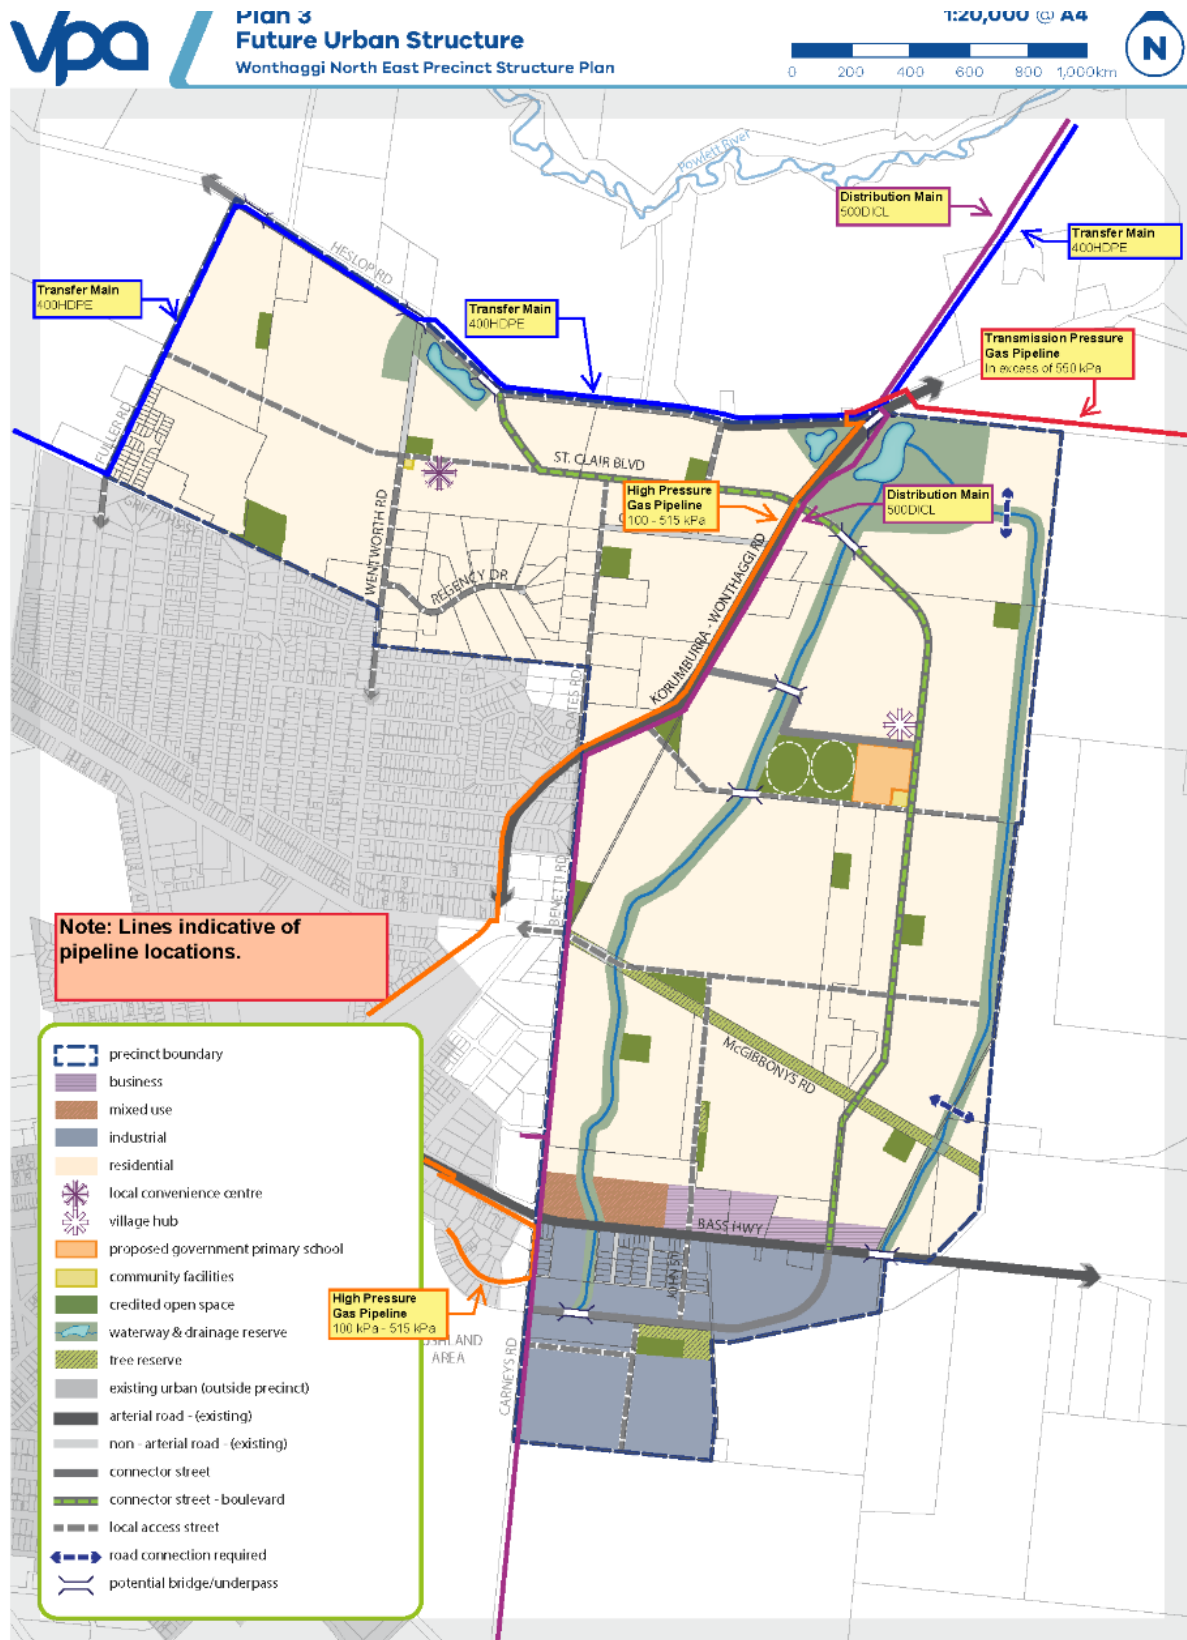 vpa
Plan 3
Future Urban Structure
Wonthaggi North East Precinct Structure Plan
1:20,000 @ A4
0 200 400 600 800 1,000km
N
Powlett River
Distribution Main
500DICL
Transfer Main
400HDPE
HESLOP RD
Transfer Main
400HDPE
Transfer Main
400HDPE
Transmission Pressure
Gas Pipeline
In excess of 550 kPa
FULLER RD
ST. CLAIR BLVD
High Pressure
Gas Pipeline
100 - 515 kPa
Distribution Main
500DICL
WENTWORTH RD
REGENCY DR
KORUMBURRA - WONTHAGGI RD
OATES RD
BENETTI RD
Note: Lines indicative of
pipeline locations.
McGIBBONYS RD
BASS HWY
JOHN ST
High Pressure
Gas Pipeline
100 kPa - 515 kPa
AREA
CARNEYS RD
precinct boundary
business
mixed use
industrial
residential
local convenience centre
village hub
proposed government primary school
community facilities
credited open space
waterway & drainage reserve
tree reserve
existing urban (outside precinct)
arterial road - (existing)
non - arterial road - (existing)
connector street
connector street - boulevard
local access street
road connection required
potential bridge/underpass